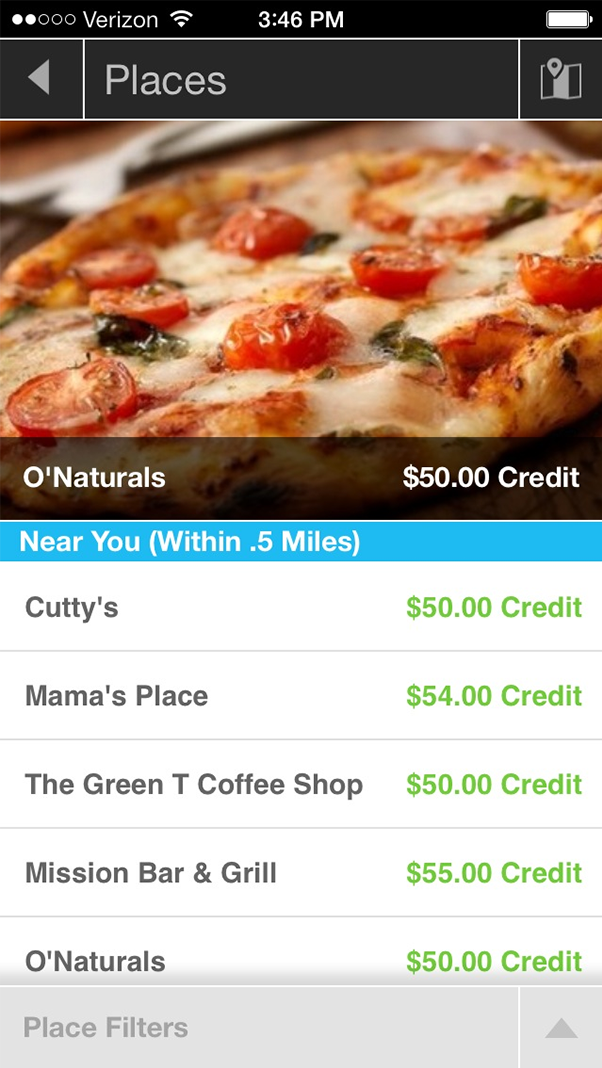 Verizon 3:46 PM
Places
O'Naturals $50.00 Credit
Near You (Within .5 Miles)
Cutty's $50.00 Credit
Mama's Place $54.00 Credit
The Green T Coffee Shop $50.00 Credit
Mission Bar & Grill $55.00 Credit
O'Naturals $50.00 Credit
Place Filters